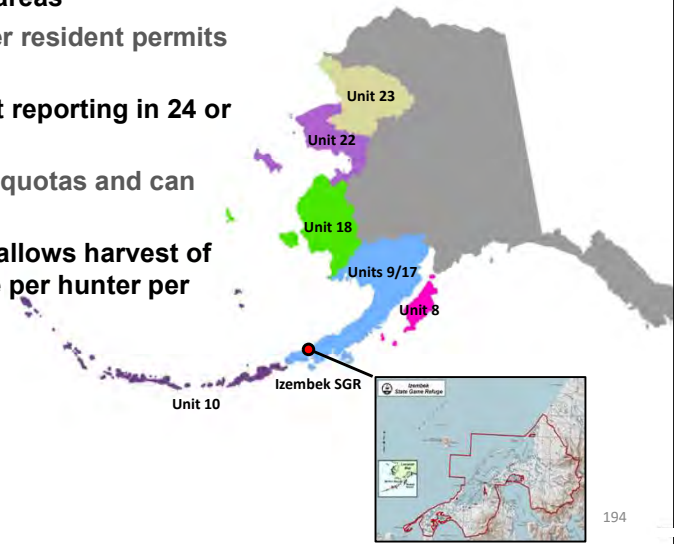 areas
er resident permits
t reporting in 24 or
quotas and can
allows harvest of
e per hunter per
Unit 23
Unit 22
Unit 18
Units 9/17
Unit 8
Izembek SGR
Unit 10
Izembek
State Game Refuge
194